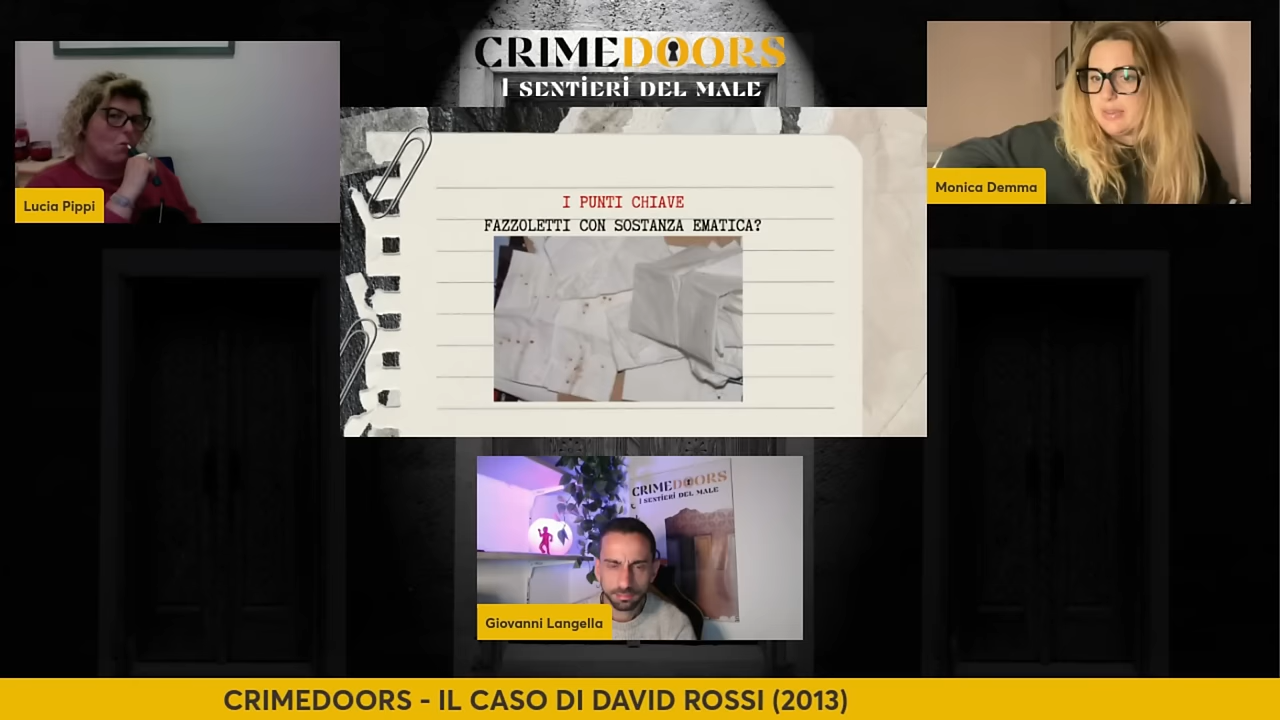 CRIMEDOORS
I SENTIERI DEL MALE
Lucia Pippi
Monica Demma
I PUNTI CHIAVE
FAZZOLETTI CON SOSTANZA EMATICA?
CRIMEDOORS
I SENTIERI DEL MALE
Giovanni Langella
CRIMEDOORS - IL CASO DI DAVID ROSSI (2013)